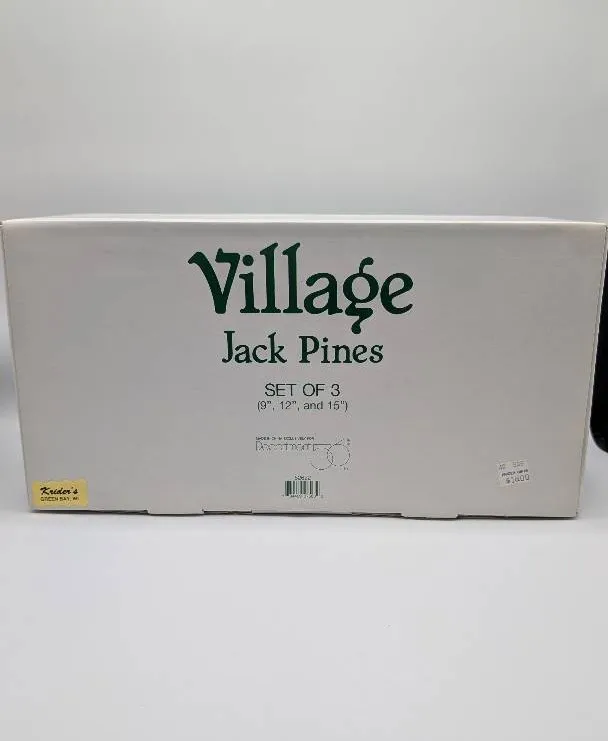 Village
Jack Pines
SET OF 3
(9", 12", and 15")
Department 56
Krider's
GREEN BAY, WI